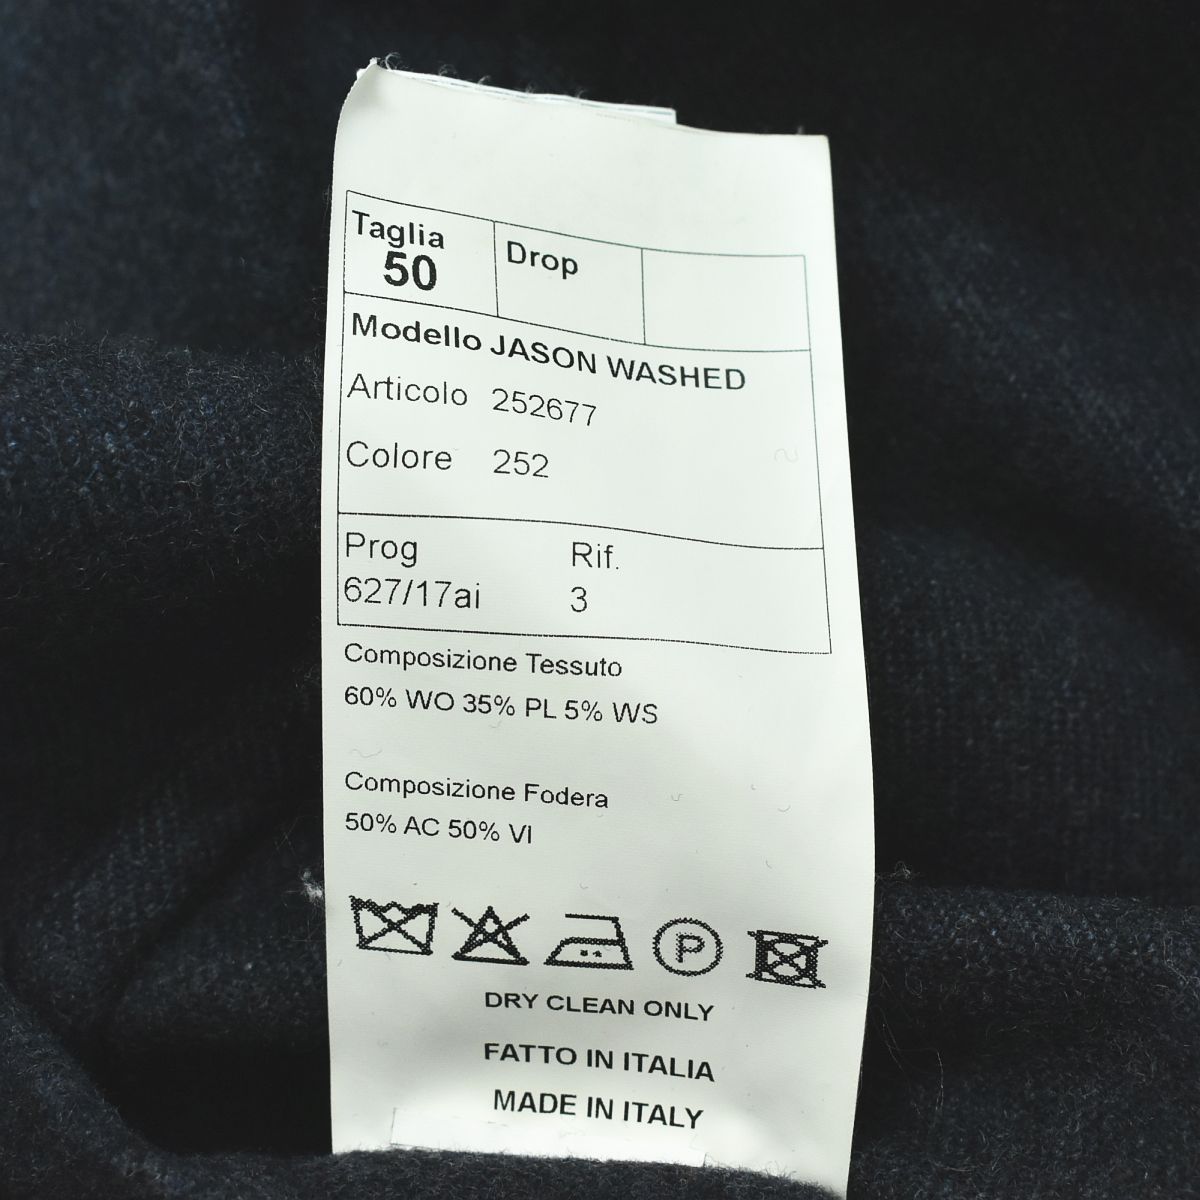 Taglia Drop
50
Modello JASON WASHED
Articolo 252677
Colore 252
Prog Rif.
627/17ai 3
Composizione Tessuto
60% WO 35% PL 5% WS
Composizione Fodera
50% AC 50% VI
P
DRY CLEAN ONLY
FATTO IN ITALIA
MADE IN ITALY